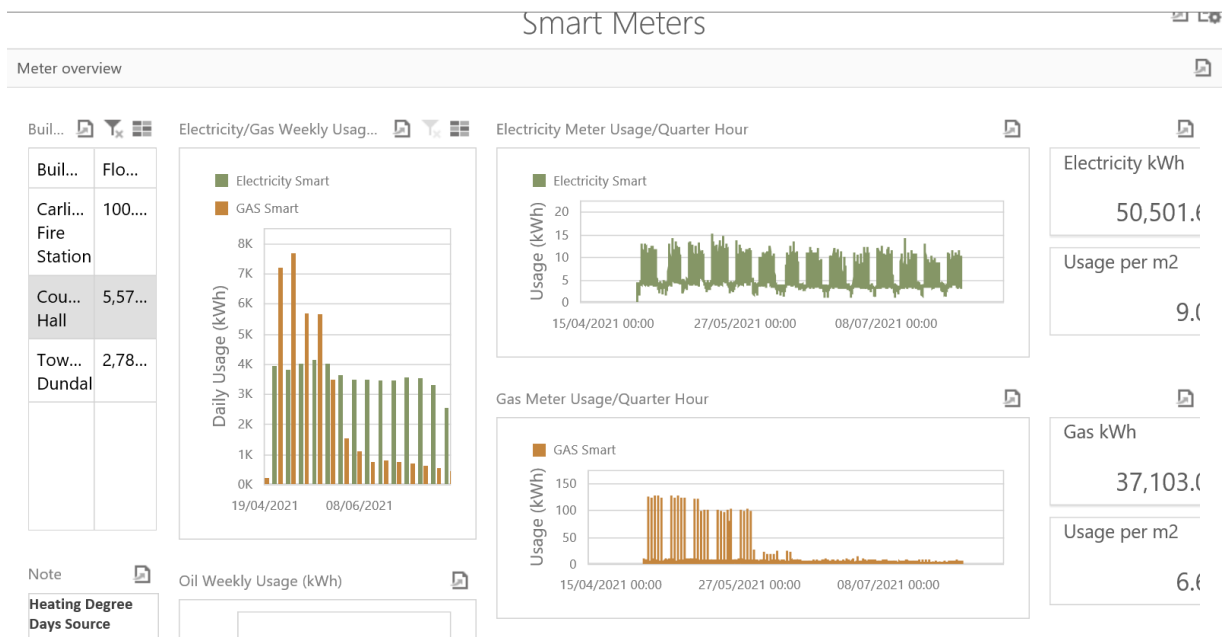 Smart Meters
Meter overview
Buil...
Buil... Flo...
Carli... 100....
Fire
Station
Cou... 5,57...
Hall
Tow... 2,78...
Dundal
Note
Heating Degree
Days Source
Electricity/Gas Weekly Usag...
Electricity Smart
GAS Smart
Daily Usage (kWh)
8K
7K
6K
5K
4K
3K
2K
1K
0K
19/04/2021 08/06/2021
Oil Weekly Usage (kWh)
Electricity Meter Usage/Quarter Hour
Electricity Smart
Usage (kWh)
20
15
10
5
0
15/04/2021 00:00 27/05/2021 00:00 08/07/2021 00:00
Gas Meter Usage/Quarter Hour
GAS Smart
Usage (kWh)
150
100
50
0
15/04/2021 00:00 27/05/2021 00:00 08/07/2021 00:00
Electricity kWh
50,501.6
Usage per m2
9.0
Gas kWh
37,103.0
Usage per m2
6.6